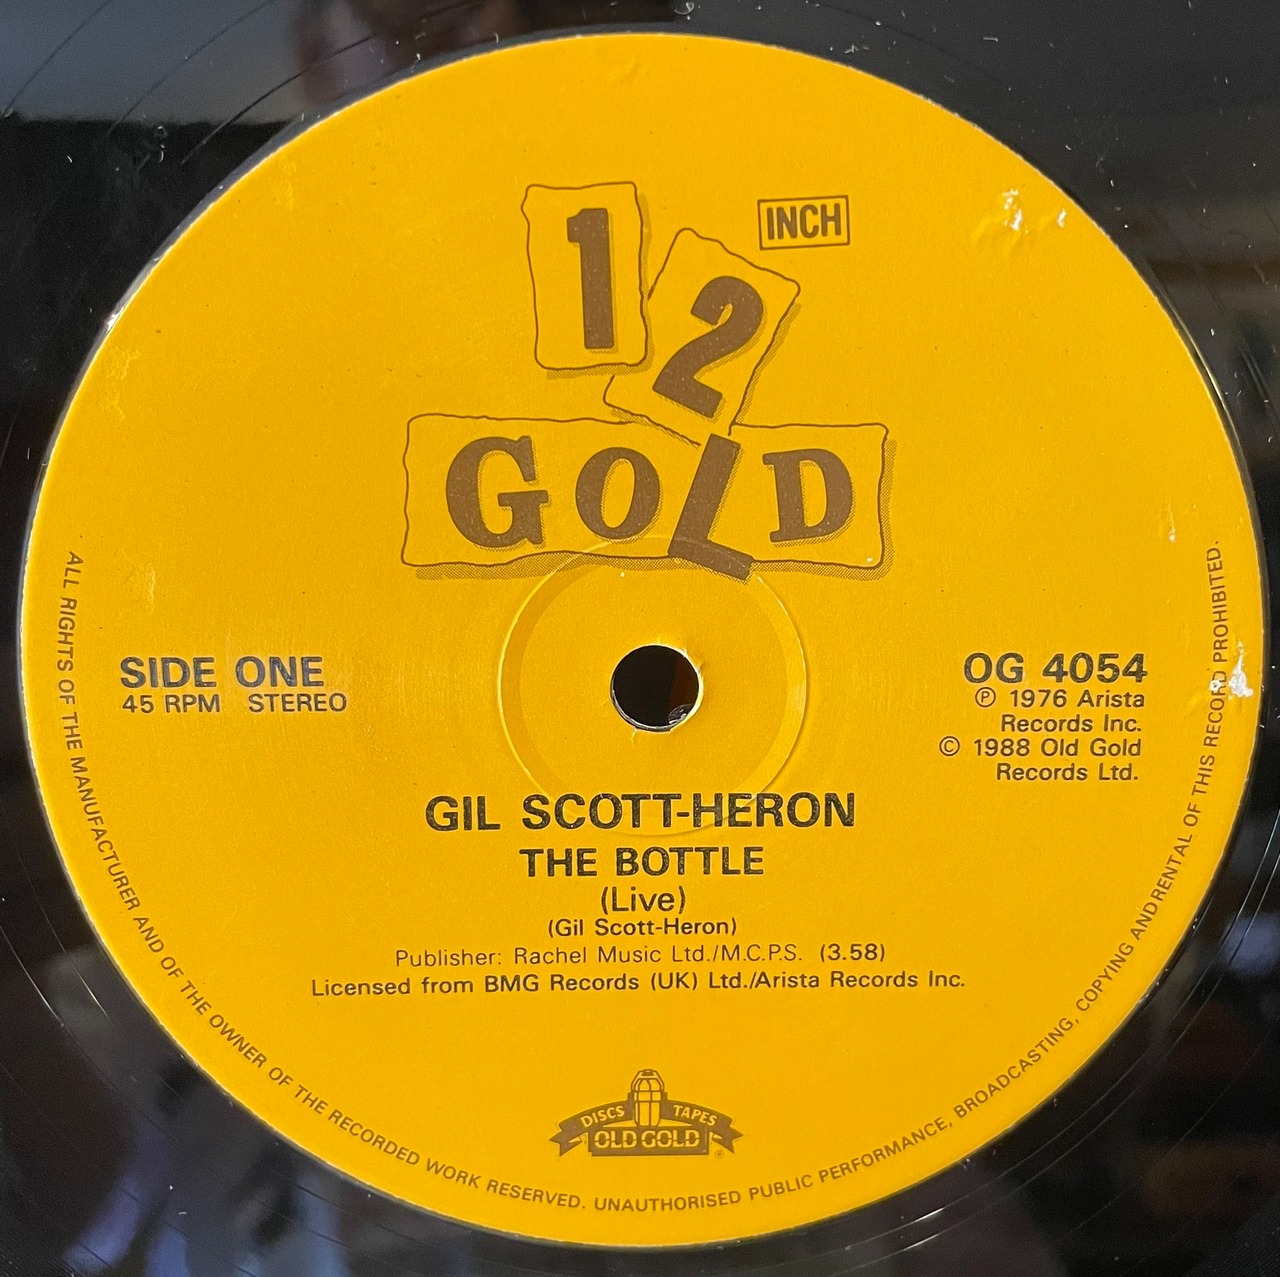 12
INCH
GOLD
SIDE ONE
45 RPM STEREO
OG 4054
℗ 1976 Arista
Records Inc.
© 1988 Old Gold
Records Ltd.
GIL SCOTT-HERON
THE BOTTLE
(Live)
(Gil Scott-Heron)
Publisher: Rachel Music Ltd./M.C.P.S. (3.58)
Licensed from BMG Records (UK) Ltd./Arista Records Inc.
DISCS TAPES
OLD GOLD ®
ALL RIGHTS OF THE MANUFACTURER AND OF THE OWNER OF THE RECORDED WORK RESERVED. UNAUTHORISED PUBLIC PERFORMANCE, BROADCASTING, COPYING AND RENTAL OF THIS RECORD PROHIBITED.